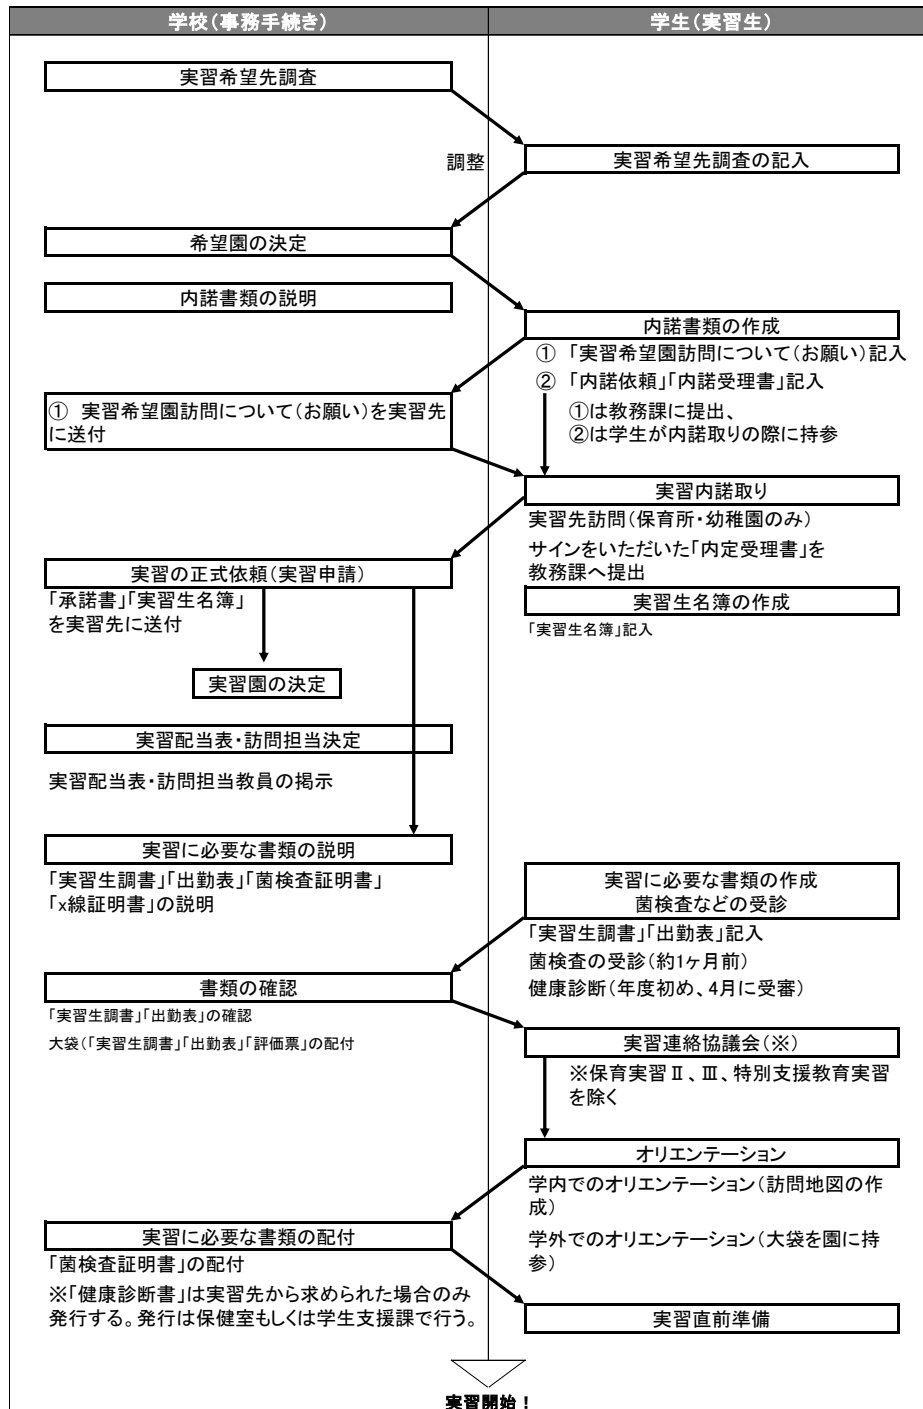 学校(事務手続き)
学生(実習生)
実習希望先調査
調整
実習希望先調査の記入
希望園の決定
内諾書類の説明
内諾書類の作成
① 「実習希望園訪問について(お願い)記入
② 「内諾依頼」「内諾受理書」記入
①は教務課に提出、
②は学生が内諾取りの際に持参
① 実習希望園訪問について(お願い)を実習先
に送付
実習内諾取り
実習先訪問(保育所・幼稚園のみ)
サインをいただいた「内定受理書」を
教務課へ提出
実習の正式依頼(実習申請)
「承諾書」「実習生名簿」
を実習先に送付
実習生名簿の作成
「実習生名簿」記入
実習園の決定
実習配当表・訪問担当決定
実習配当表・訪問担当教員の掲示
実習に必要な書類の説明
「実習生調書」「出勤表」「菌検査証明書」
「x線証明書」の説明
実習に必要な書類の作成
菌検査などの受診
「実習生調書」「出勤表」記入
菌検査の受診(約1ヶ月前)
健康診断(年度初め、4月に受審)
書類の確認
「実習生調書」「出勤表」の確認
大袋(「実習生調書」「出勤表」「評価票」の配付
実習連絡協議会(※)
※保育実習Ⅱ、Ⅲ、特別支援教育実習
を除く
オリエンテーション
学内でのオリエンテーション(訪問地図の作
成)
学外でのオリエンテーション(大袋を園に持
参)
実習に必要な書類の配付
「菌検査証明書」の配付
※「健康診断書」は実習先から求められた場合のみ
発行する。発行は保健室もしくは学生支援課で行う。
実習直前準備
実習開始!